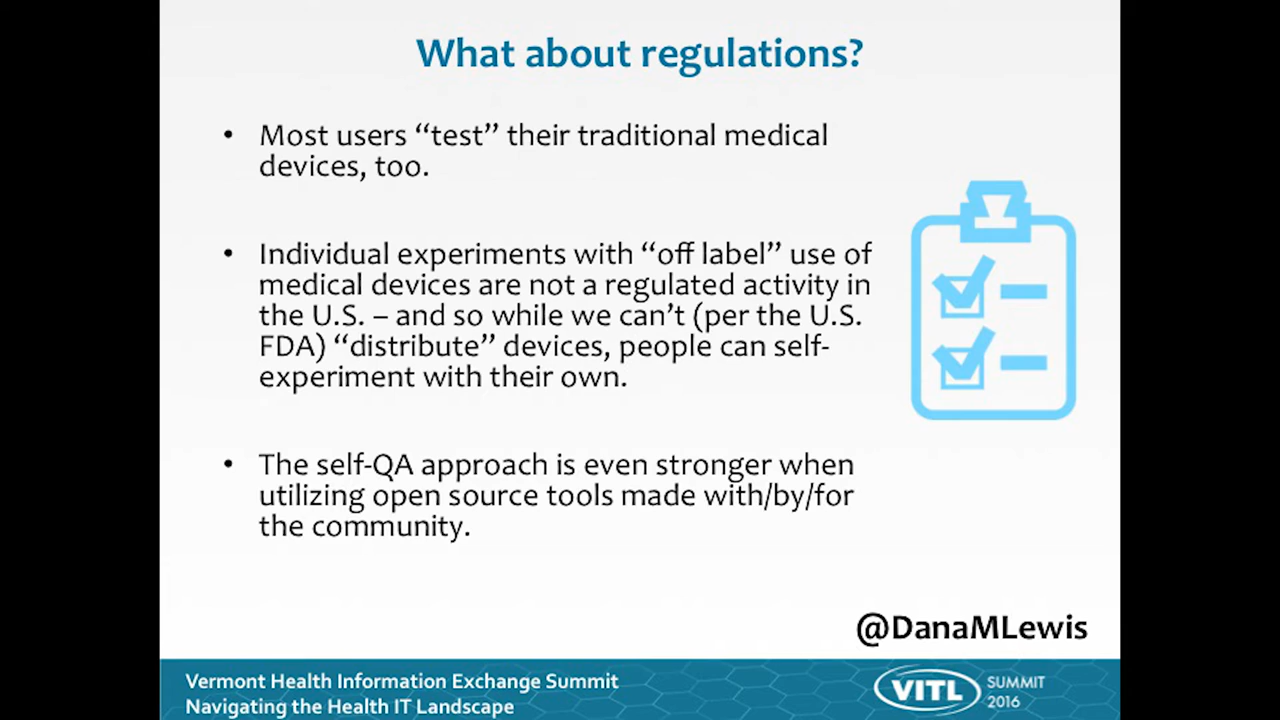 What about regulations?
• Most users “test” their traditional medical
devices, too.
• Individual experiments with “off label” use of
medical devices are not a regulated activity in
the U.S. – and so while we can’t (per the U.S.
FDA) “distribute” devices, people can self-
experiment with their own.
• The self-QA approach is even stronger when
utilizing open source tools made with/by/for
the community.
@DanaMLewis
Vermont Health Information Exchange Summit
Navigating the Health IT Landscape
VITL
SUMMIT
2016